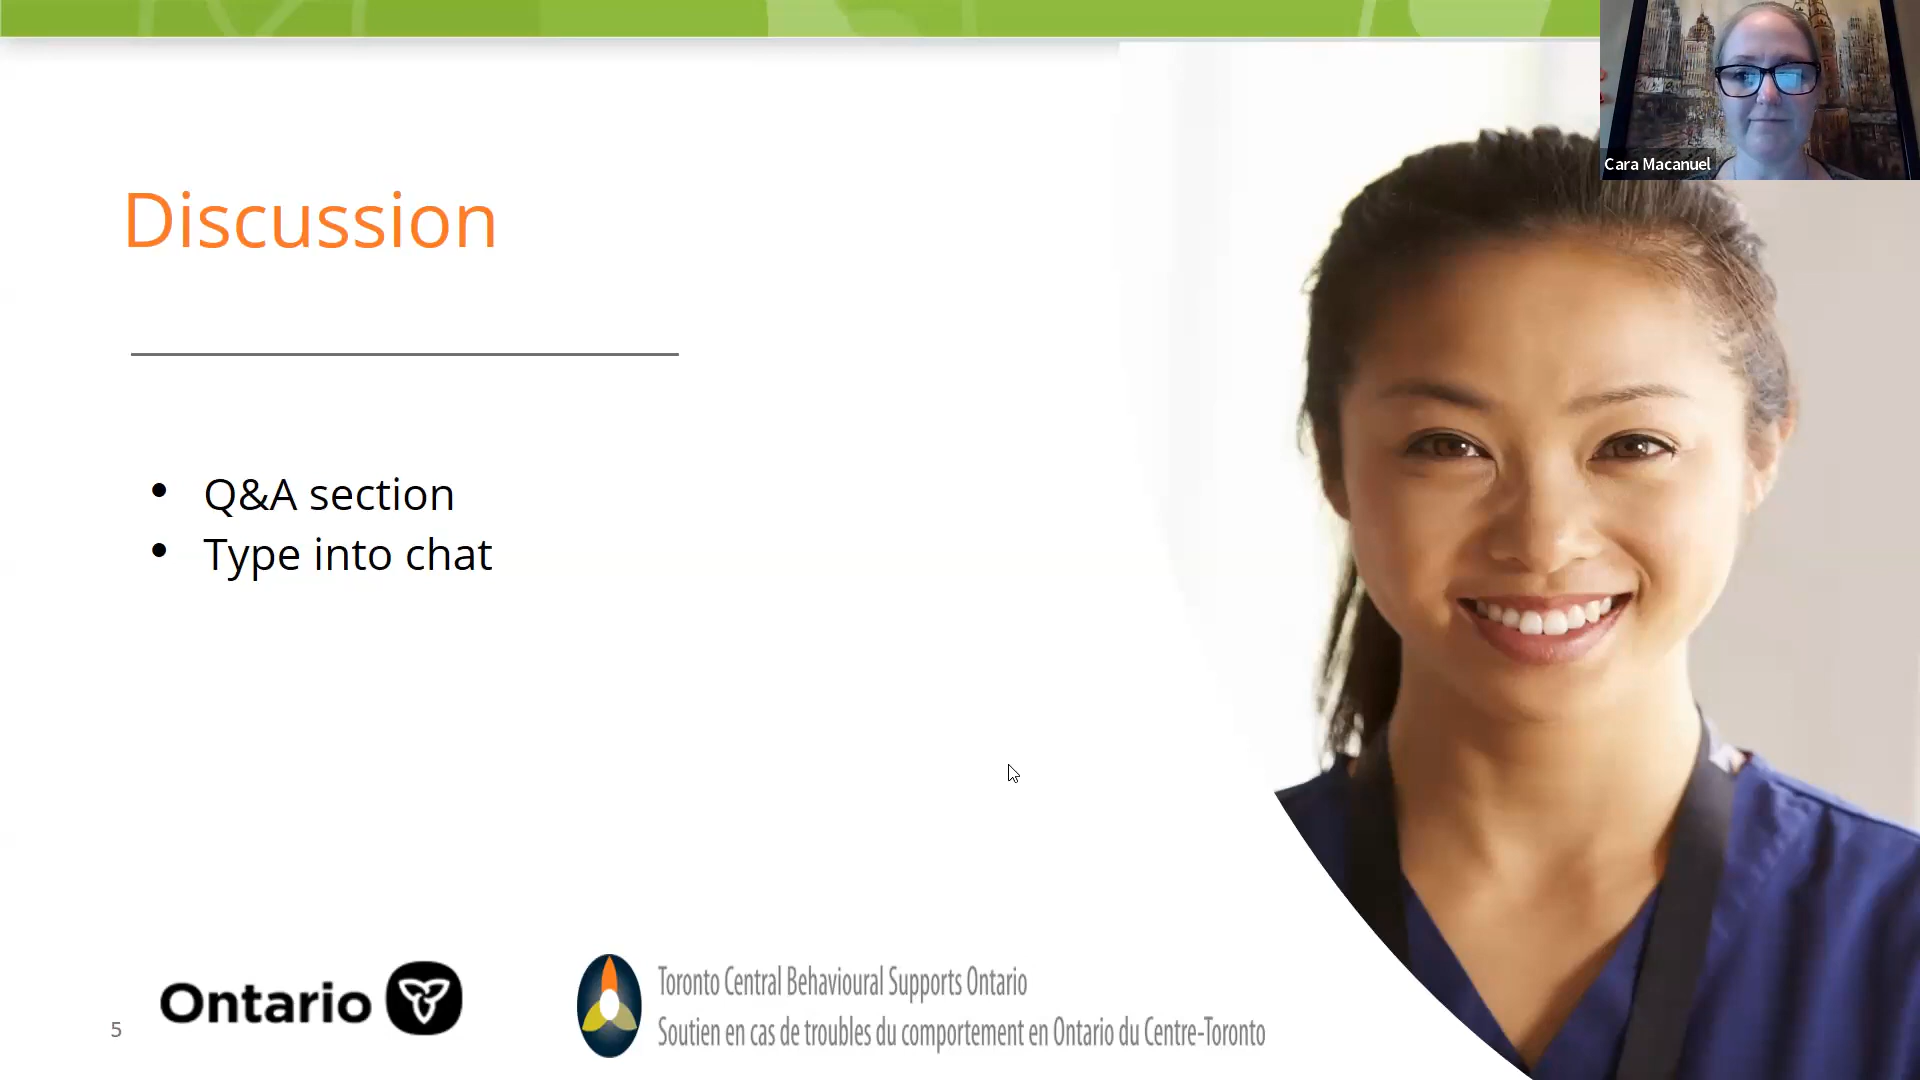 Cara Macanuel
Discussion
• Q&A section
• Type into chat
5
Ontario
Toronto Central Behavioural Supports Ontario
Soutien en cas de troubles du comportement en Ontario du Centre-Toronto